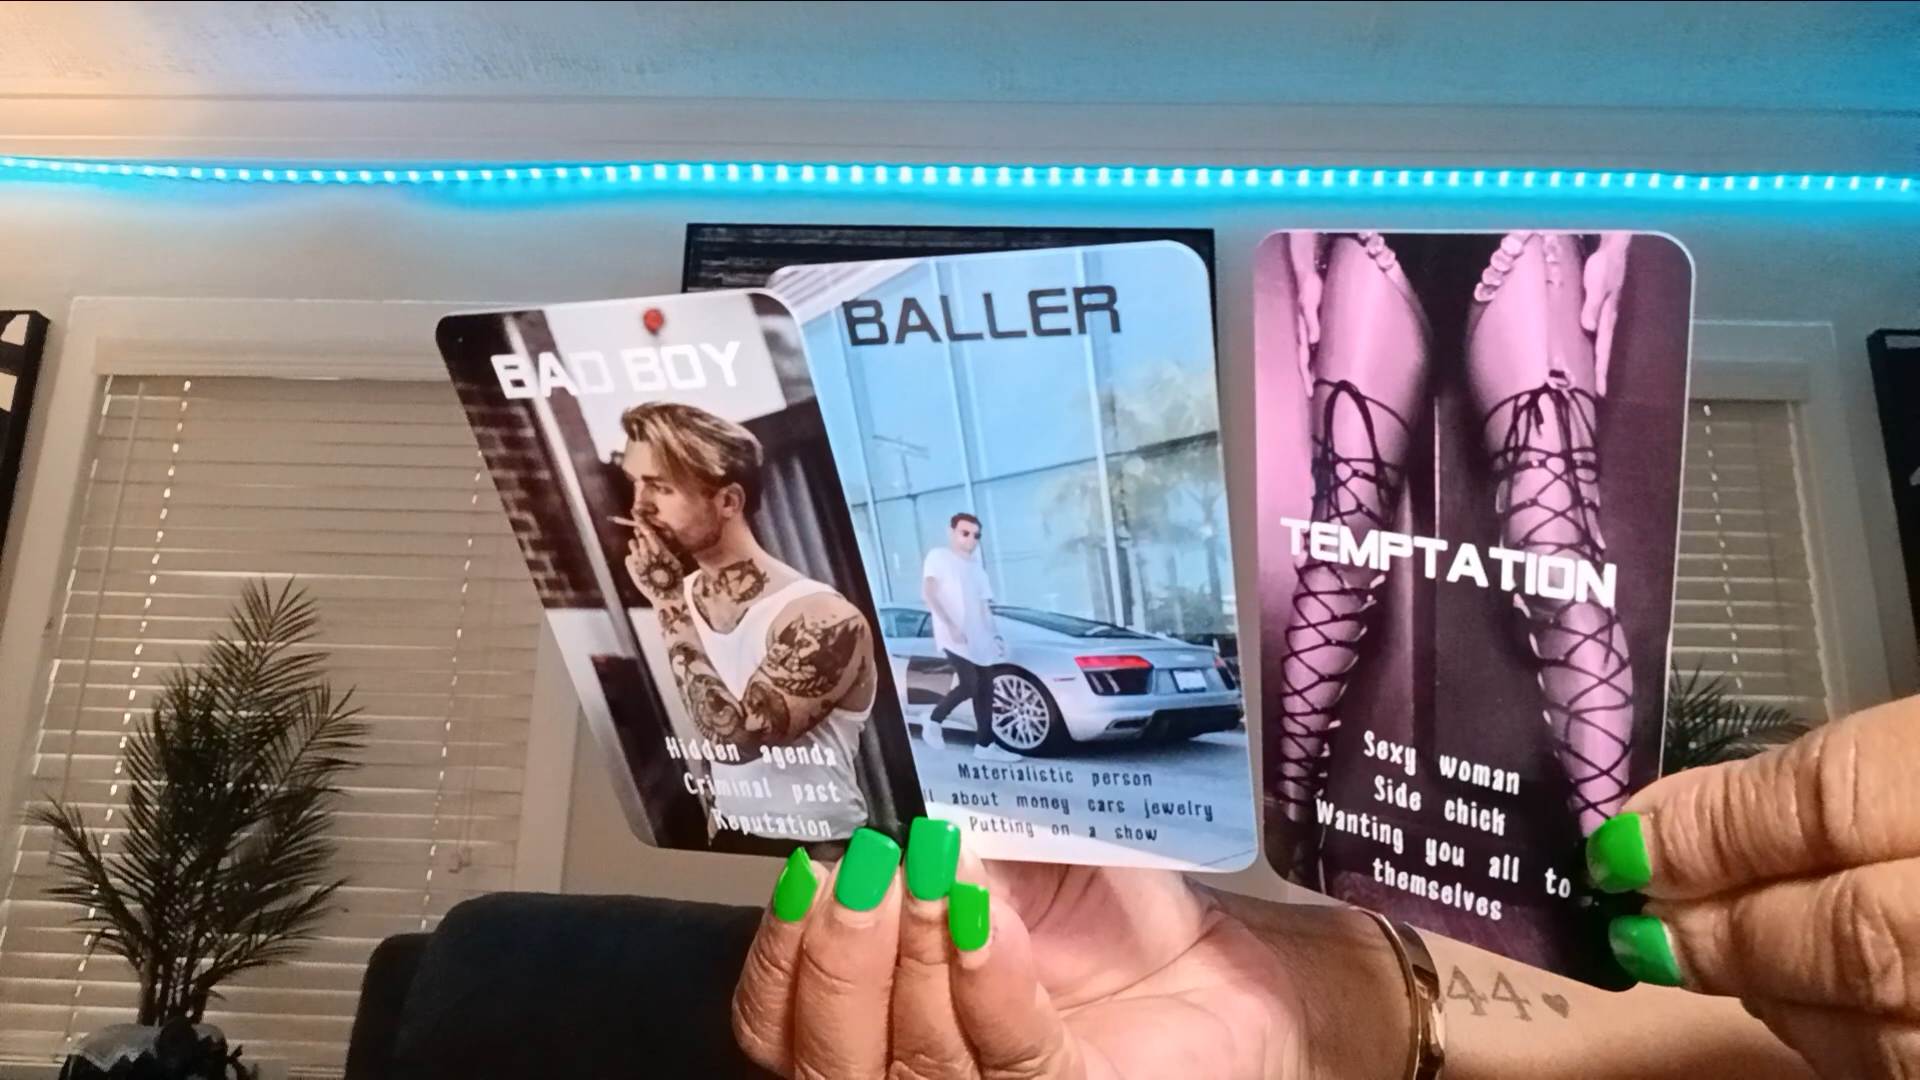 BAD BOY
Hidden agenda
Criminal past
Reputation
BALLER
Materialistic person
about money cars jewelry
Putting on a show
TEMPTATION
Sexy woman
Side chick
Wanting you all to
themselves
44